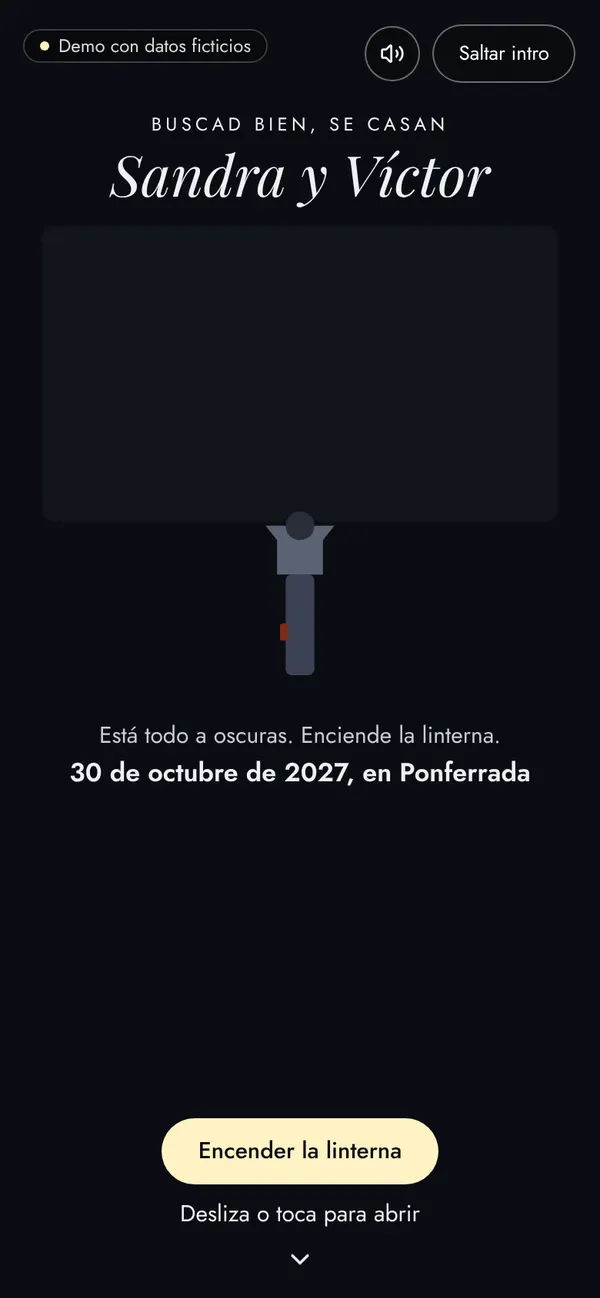 Demo con datos ficticios
Saltar intro
BUSCAD BIEN, SE CASAN
Sandra y Víctor
Está todo a oscuras. Enciende la linterna.
30 de octubre de 2027, en Ponferrada
Encender la linterna
Desliza o toca para abrir